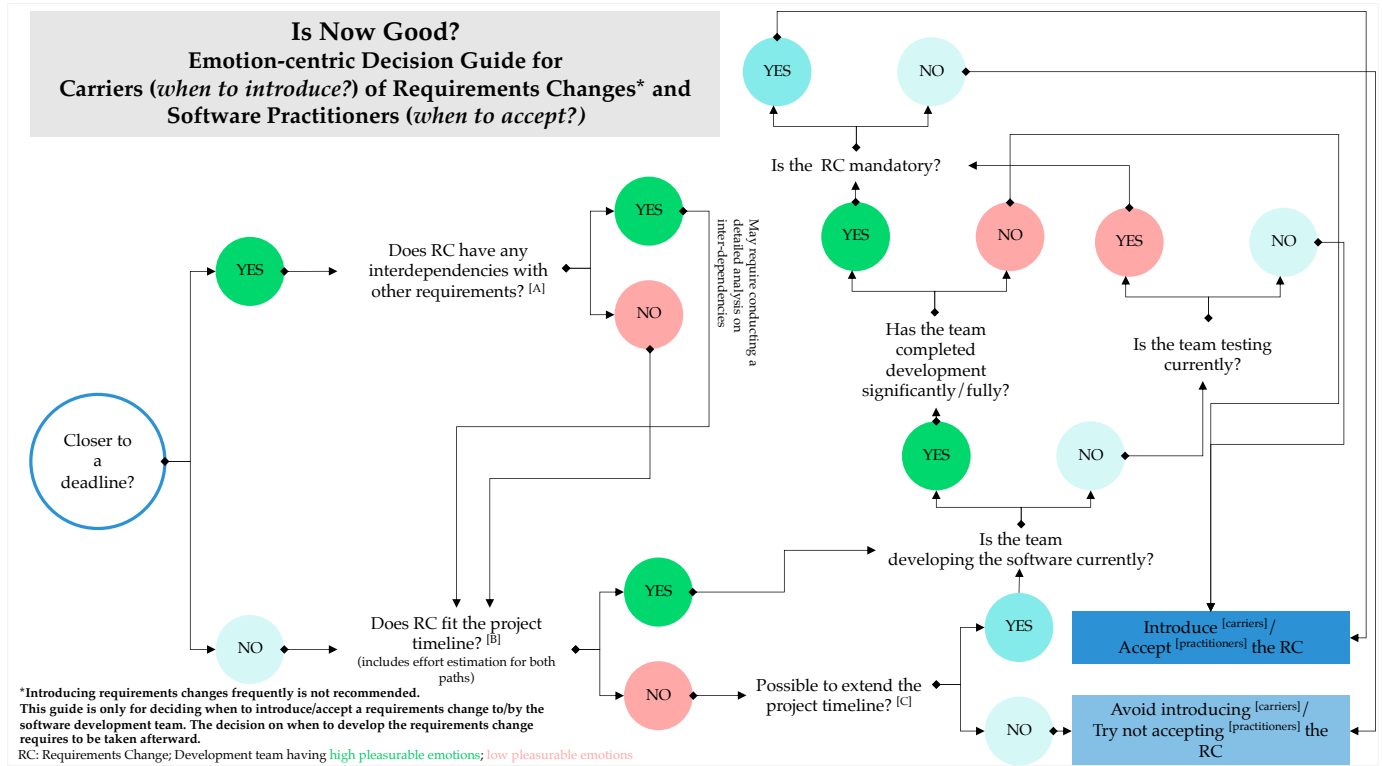 Is Now Good?
Emotion-centric Decision Guide for
Carriers (when to introduce?) of Requirements Changes* and
Software Practitioners (when to accept?)
YES
NO
Is the RC mandatory?
YES
NO
YES
NO
YES
Does RC have any
interdependencies with
other requirements? [A]
YES
NO
May require conducting a
detailed analysis on
inter-dependencies
Has the team
completed
development
significantly/fully?
Is the team testing
currently?
Closer to
a
deadline?
YES
NO
Is the team
developing the software currently?
NO
Does RC fit the project
timeline? [B]
(includes effort estimation for both
paths)
YES
NO
Possible to extend the
project timeline? [C]
YES
NO
Introduce [carriers]/
Accept [practitioners] the RC
Avoid introducing [carriers]/
Try not accepting [practitioners] the
RC
*Introducing requirements changes frequently is not recommended.
This guide is only for deciding when to introduce/accept a requirements change to/by the
software development team. The decision on when to develop the requirements change
requires to be taken afterward.
RC: Requirements Change; Development team having high pleasurable emotions; low pleasurable emotions